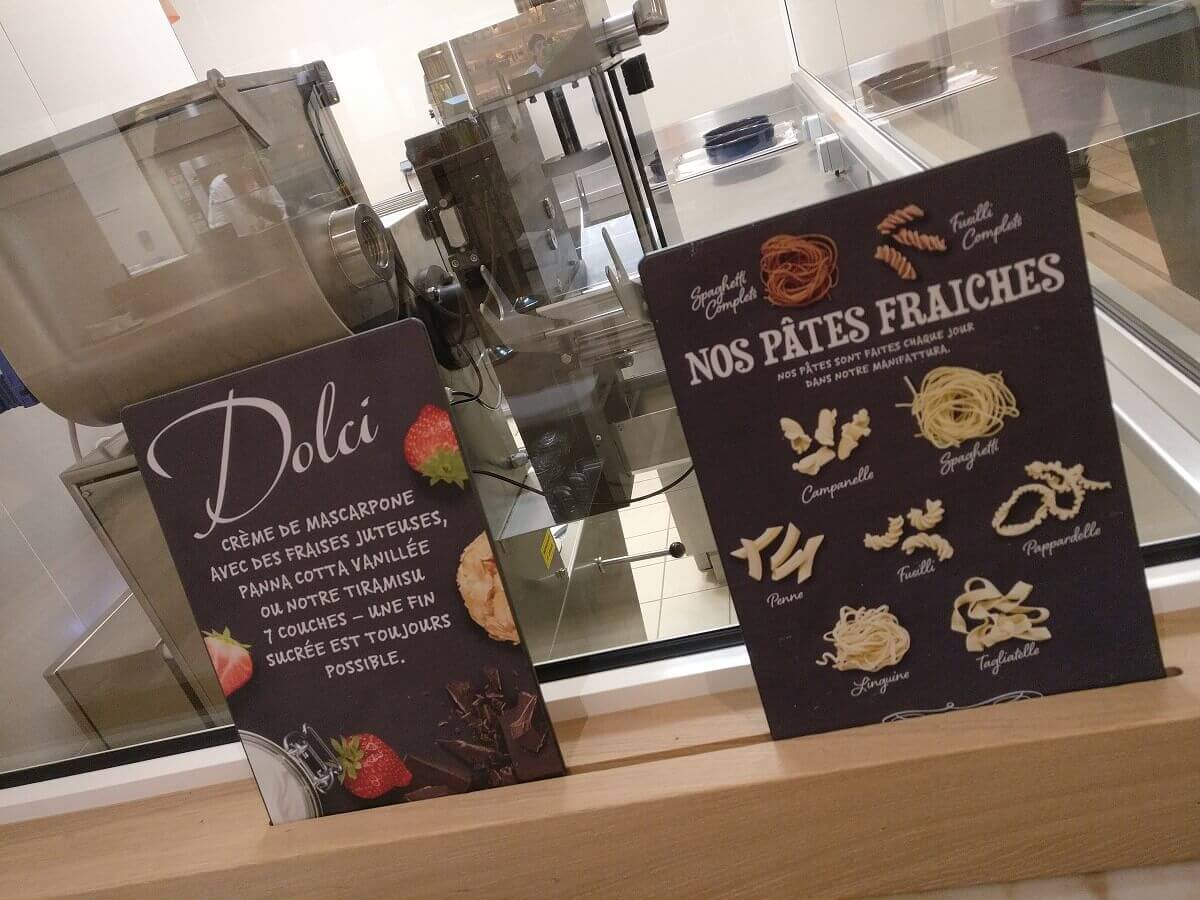 Dolci
CRÈME DE MASCARPONE
AVEC DES FRAISES JUTEUSES,
PANNA COTTA VANILLÉE
OU NOTRE TIRAMISU
7 COUCHES – UNE FIN
SUCRÉE EST TOUJOURS
POSSIBLE.
Spaghetti
Complets
Fusilli
Complets
NOS PÂTES FRAICHES
NOS PÂTES SONT FAITES CHAQUE JOUR
DANS NOTRE MANIFATTURA.
Campanelle
Spaghetti
Penne
Fusilli
Pappardelle
Linguine
Tagliatelle